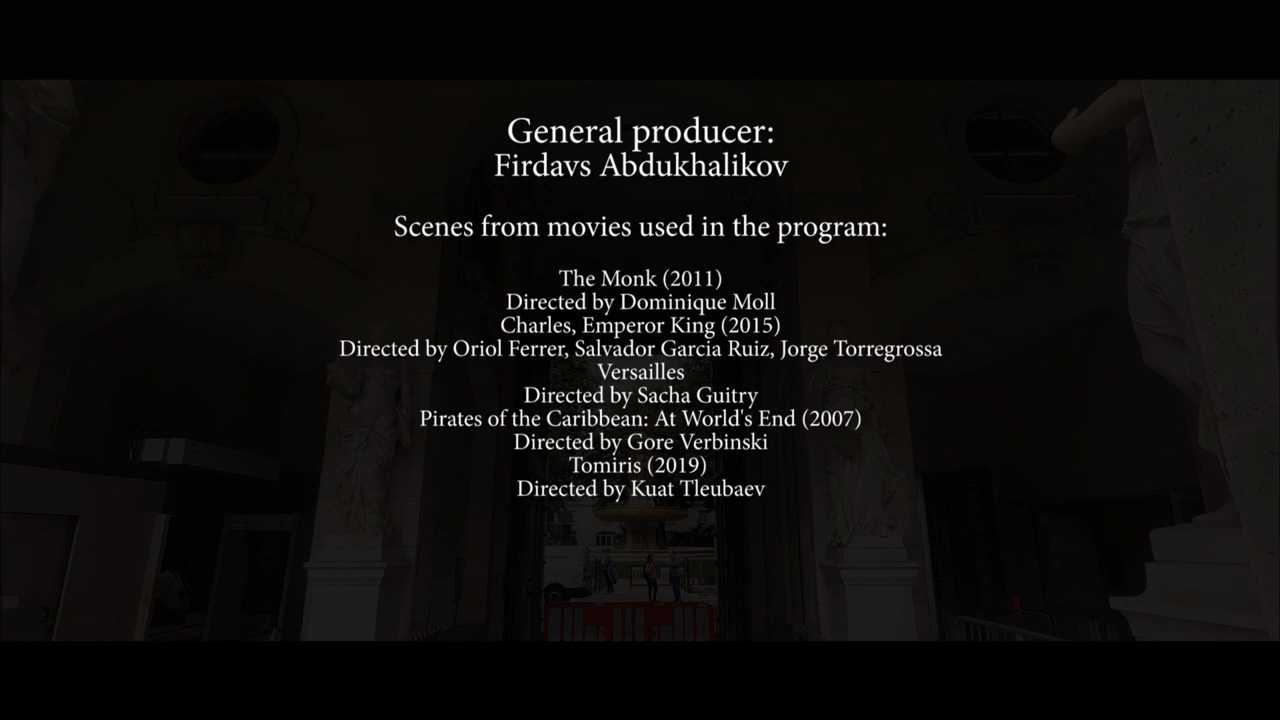 General producer:
Firdavs Abdukhalikov
Scenes from movies used in the program:
The Monk (2011)
Directed by Dominique Moll
Charles, Emperor King (2015)
Directed by Oriol Ferrer, Salvador Garcia Ruiz, Jorge Torregrossa
Versailles
Directed by Sacha Guitry
Pirates of the Caribbean: At World's End (2007)
Directed by Gore Verbinski
Tomiris (2019)
Directed by Kuat Tleubaev